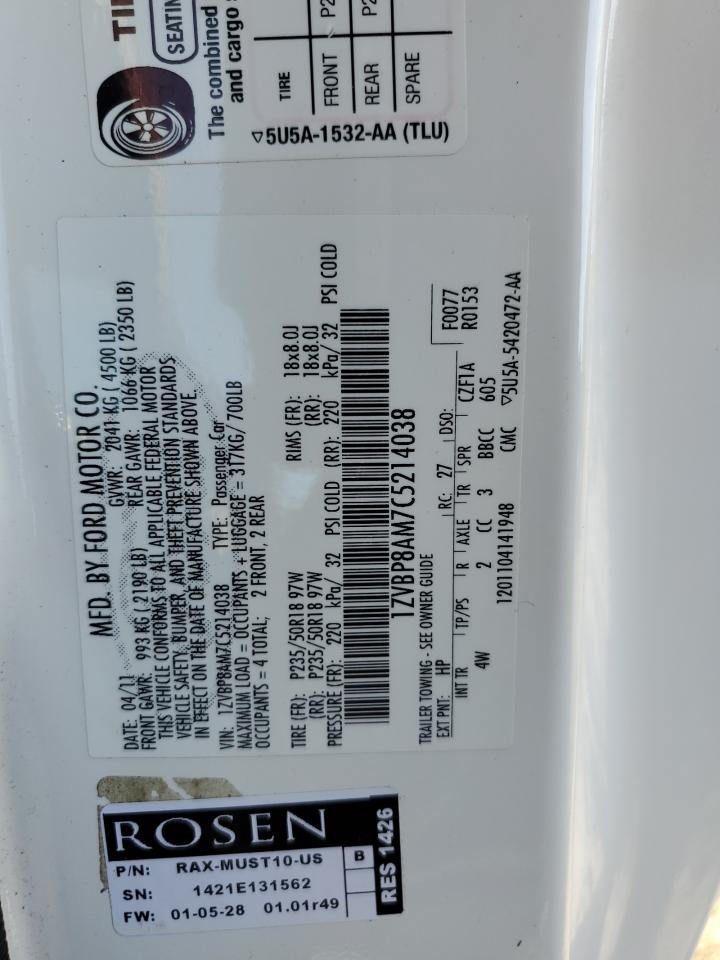 TIR
SEATIN
The combined
and cargo
TIRE
FRONT P2
REAR P2
SPARE
▽5U5A-1532-AA (TLU)
MFD. BY FORD MOTOR CO.
DATE: 04/11 GVWR: 2041 KG ( 4500 LB)
FRONT GAWR: 993 KG ( 2190 LB) REAR GAWR: 1066 KG ( 2350 LB)
THIS VEHICLE CONFORMS TO ALL APPLICABLE FEDERAL MOTOR
VEHICLE SAFETY, BUMPER, AND THEFT PREVENTION STANDARDS
IN EFFECT ON THE DATE OF MANUFACTURE SHOWN ABOVE.
VIN: 1ZVBP8AM7C5214038 TYPE: Passenger Car
MAXIMUM LOAD = OCCUPANTS + LUGGAGE = 317KG/ 700LB
OCCUPANTS = 4 TOTAL; 2 FRONT, 2 REAR
TIRE (FR): P235/50R18 97W RIMS (FR): 18x8.0J
(RR): P235/50R18 97W (RR): 18x8.0J
PRESSURE (FR): 220 kPa/ 32 PSI COLD (RR): 220 kPa/ 32 PSI COLD
1ZVBP8AM7C5214038
TRAILER TOWING - SEE OWNER GUIDE
EXT PNT: HP RC: 27 DSO: F0077
R0153
INT TR TP/PS R AXLE TR SPR CZF1A
4W 2 CC 3 BBCC 605
1201104141948 CMC ▽5U5A-5420472-AA
ROSEN
P/N: RAX-MUST10-US B
SN: 1421E131562
FW: 01-05-28 01.01r49
RES 1426